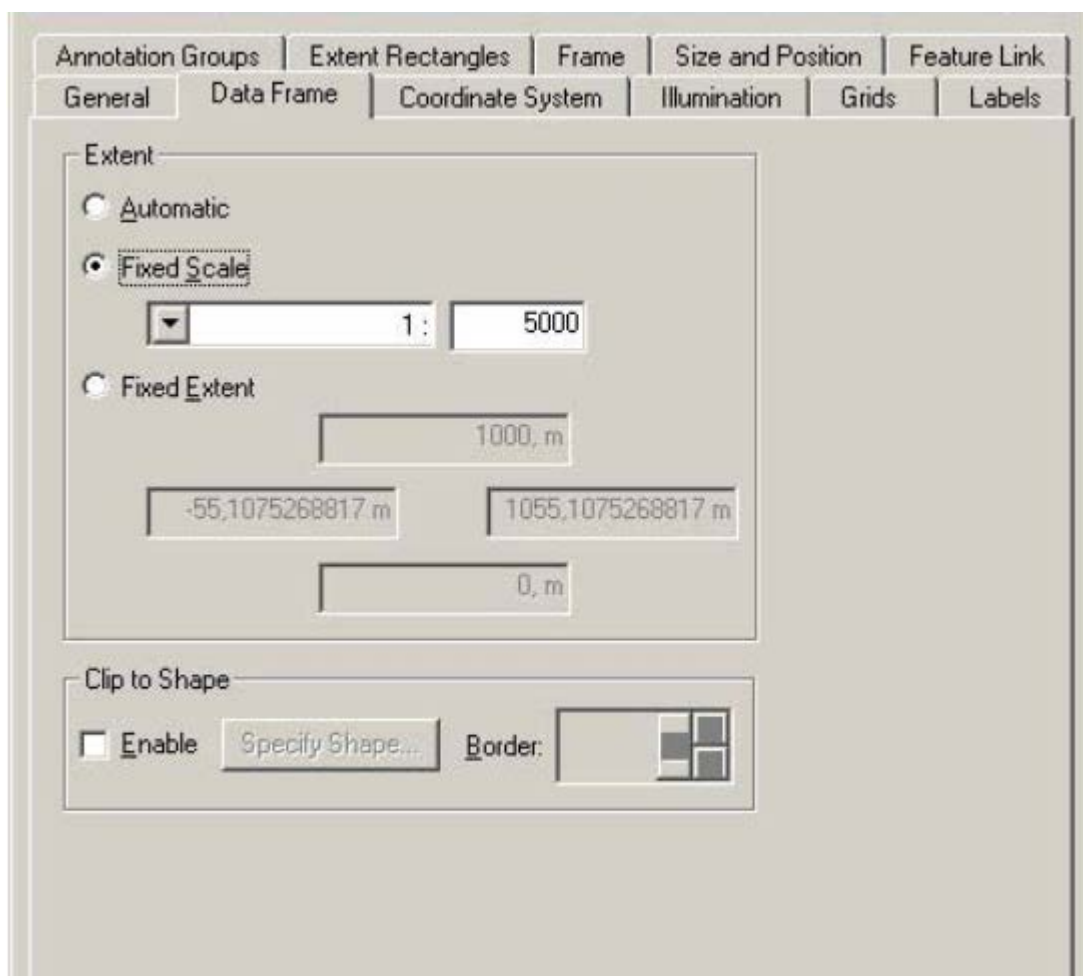 Annotation Groups Extent Rectangles Frame Size and Position Feature Link
General Data Frame Coordinate System Illumination Grids Labels
Extent
Automatic
Fixed Scale
1 : 5000
Fixed Extent
1000, m
-55,1075268817 m 1055,1075268817 m
0, m
Clip to Shape
Enable Specify Shape... Border: